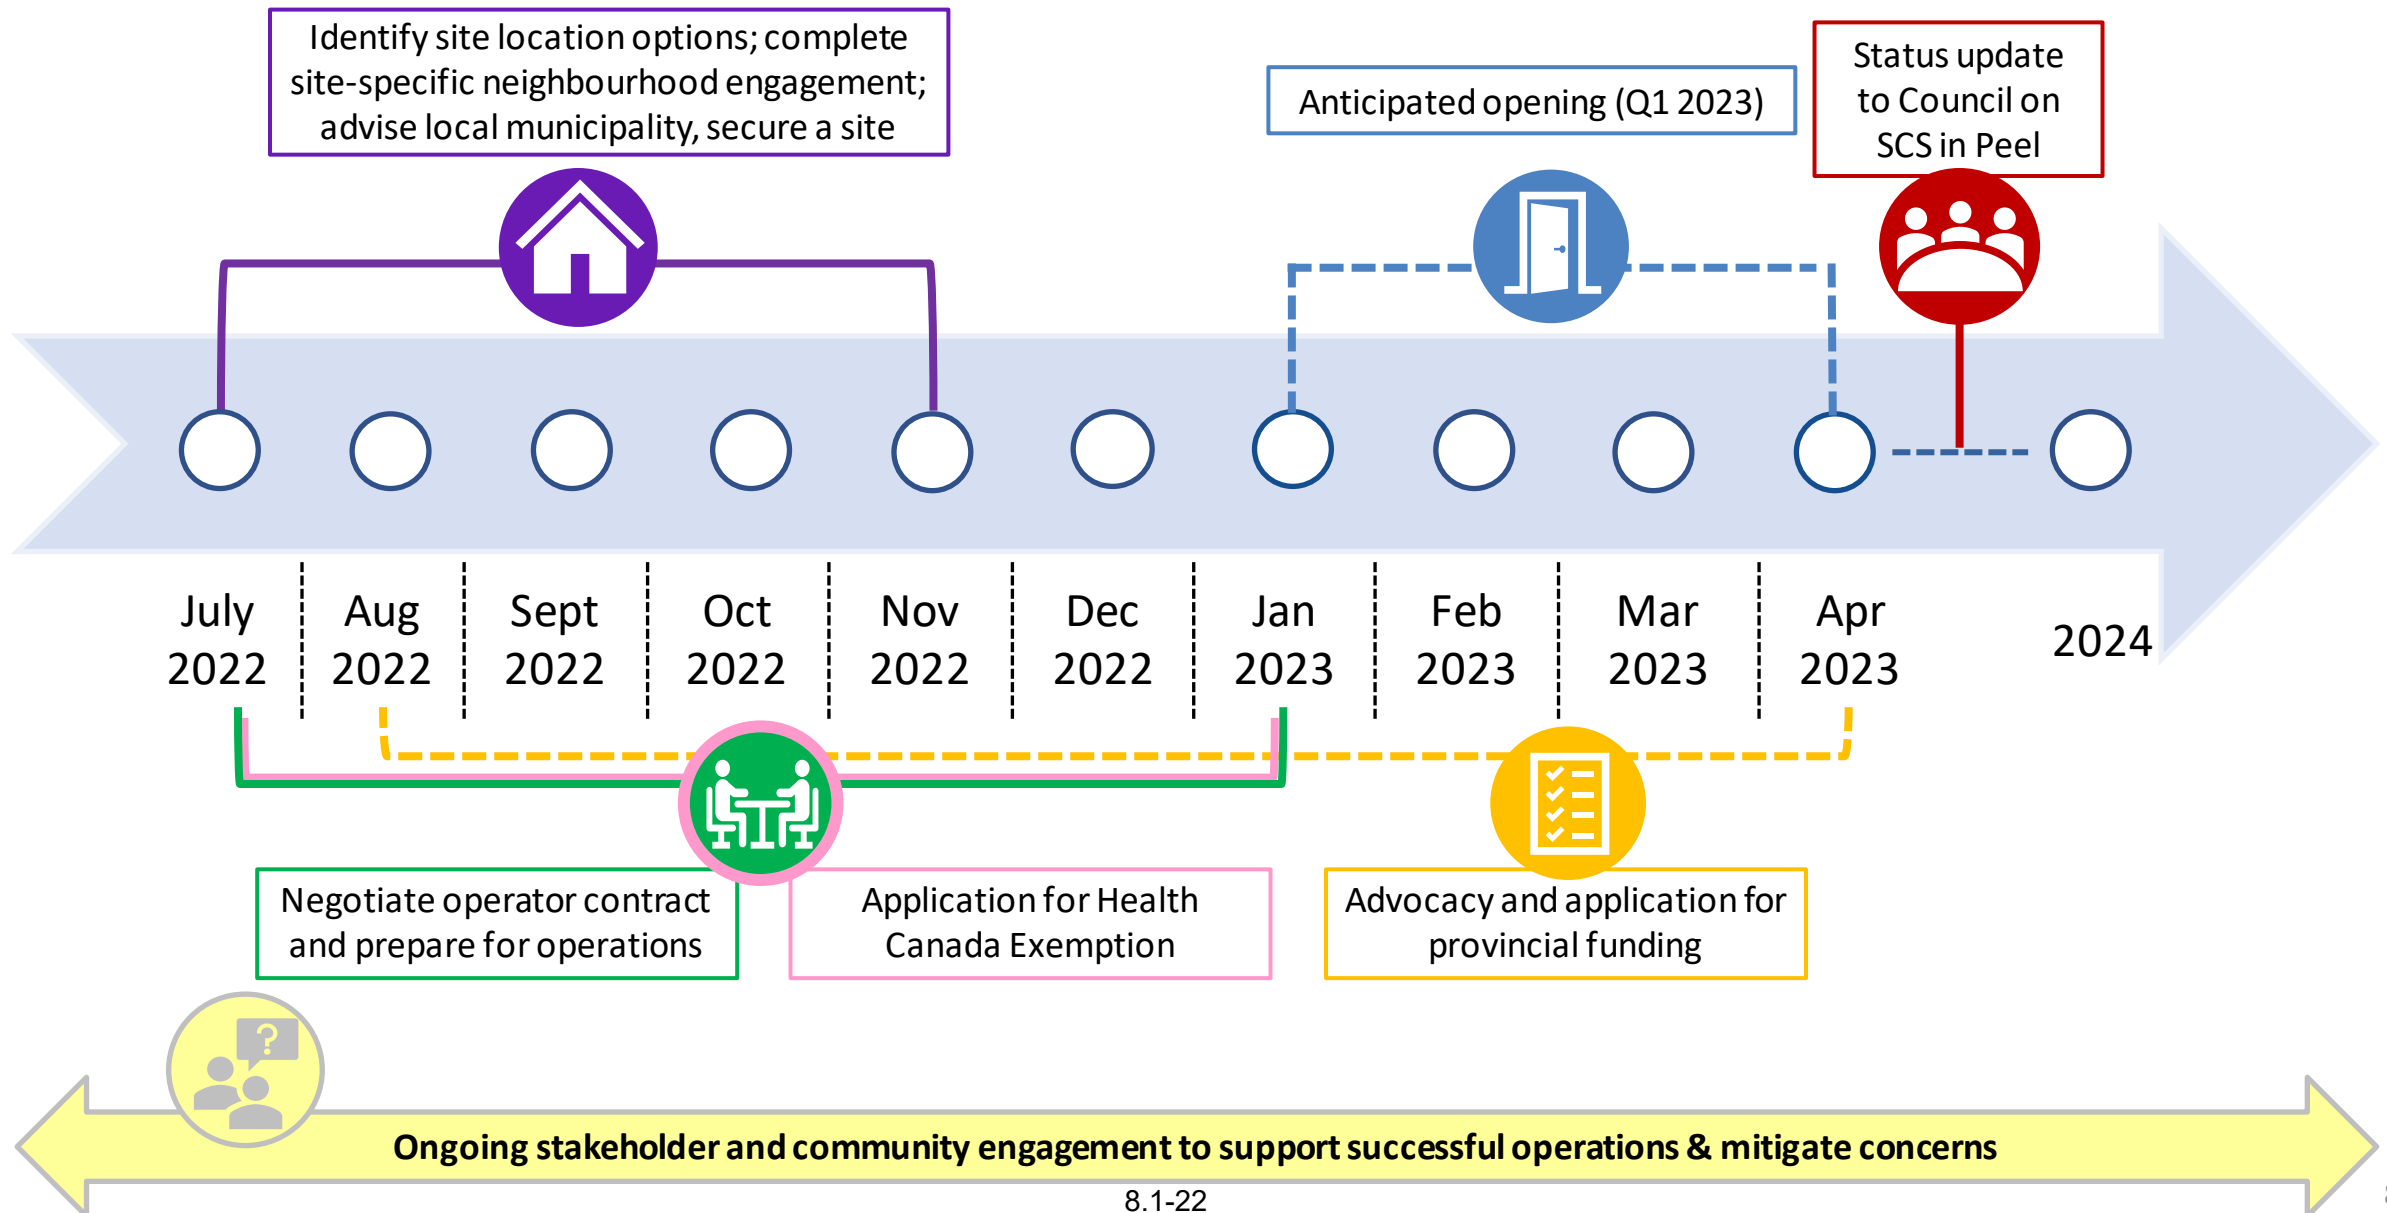 Identify site location options; complete
site-specific neighbourhood engagement;
advise local municipality, secure a site
Anticipated opening (Q1 2023)
Status update
to Council on
SCS in Peel
July
2022
Aug
2022
Sept
2022
Oct
2022
Nov
2022
Dec
2022
Jan
2023
Feb
2023
Mar
2023
Apr
2023
2024
Negotiate operator contract
and prepare for operations
Application for Health
Canada Exemption
Advocacy and application for
provincial funding
?
Ongoing stakeholder and community engagement to support successful operations & mitigate concerns
8.1-22